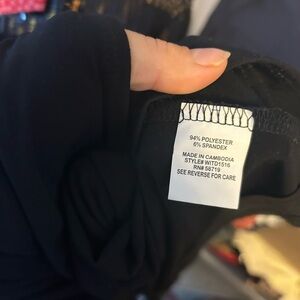 94% POLYESTER
6% SPANDEX
MADE IN CAMBODIA
STYLE# WITD1516
RN# 56719
SEE REVERSE FOR CARE